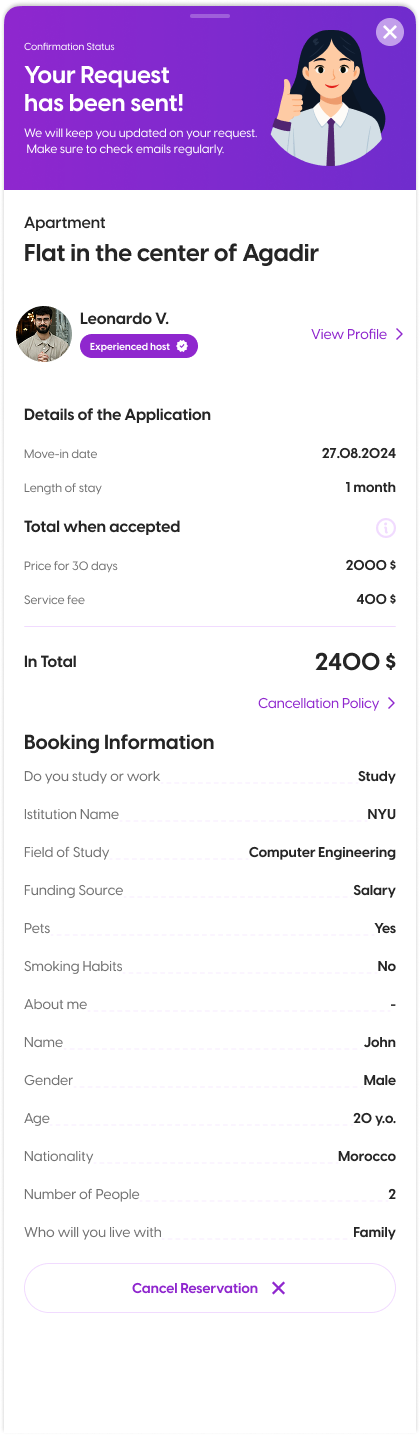 Confirmation Status
Your Request
has been sent!
We will keep you updated on your request.
Make sure to check emails regularly.
Apartment
Flat in the center of Agadir
Leonardo V.
Experienced host
View Profile
Details of the Application
Move-in date 27.08.2024
Length of stay 1 month
Total when accepted
Price for 30 days 2000 $
Service fee 400 $
In Total 2400 $
Cancellation Policy
Booking Information
Do you study or work Study
Istitution Name NYU
Field of Study Computer Engineering
Funding Source Salary
Pets Yes
Smoking Habits No
About me -
Name John
Gender Male
Age 20 y.o.
Nationality Morocco
Number of People 2
Who will you live with Family
Cancel Reservation